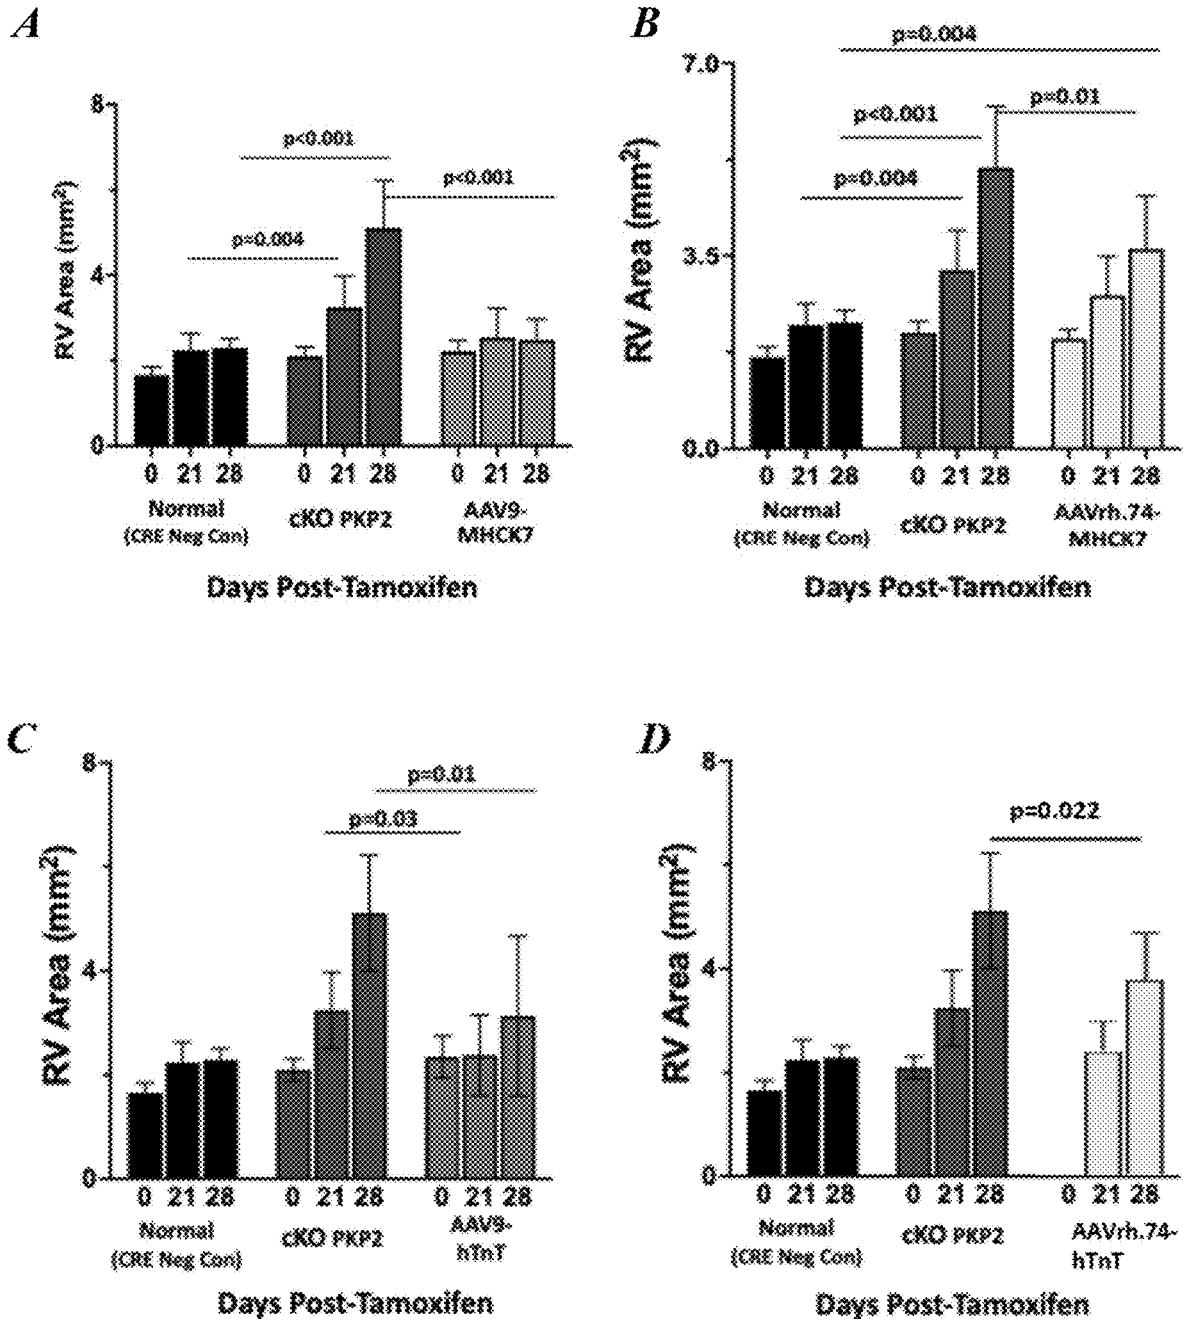 A
8
4
0
RV Area (mm²)
p<0.001
p<0.001
p=0.004
0 21 28 0 21 28 0 21 28
Normal
(CRE Neg Con)
cKO PKP2
AAV9-
MHCK7
Days Post-Tamoxifen
B
7.0
3.5
0.0
RV Area (mm²)
p=0.004
p=0.01
p<0.001
p=0.004
0 21 28 0 21 28 0 21 28
Normal
(CRE Neg Con)
cKO PKP2
AAVrh.74-
MHCK7
Days Post-Tamoxifen
C
8
4
0
RV Area (mm²)
p=0.01
p=0.03
0 21 28 0 21 28 0 21 28
Normal
(CRE Neg Con)
cKO PKP2
AAV9-
hTnT
Days Post-Tamoxifen
D
8
4
0
RV Area (mm²)
p=0.022
0 21 28 0 21 28 0 21 28
Normal
(CRE Neg Con)
cKO PKP2
AAVrh.74-
hTnT
Days Post-Tamoxifen